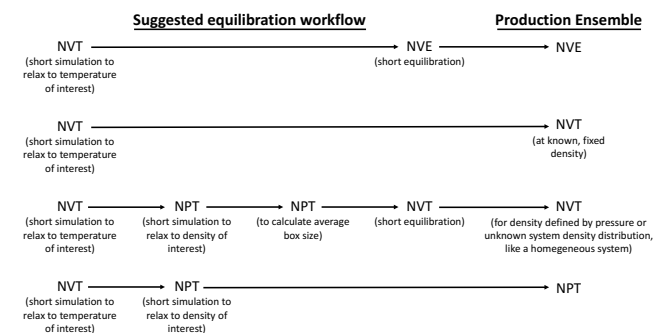 Suggested equilibration workflow
Production Ensemble
NVT
NVE
NVE
(short simulation to
relax to temperature
of interest)
(short equilibration)
NVT
NVT
(short simulation to
relax to temperature
of interest)
(at known, fixed
density)
NVT
NPT
NPT
NVT
NVT
(short simulation to
relax to temperature
of interest)
(short simulation to
relax to density of
interest)
(to calculate average
box size)
(short equilibration)
(for density defined by pressure or
unknown system density distribution,
like a homegeneous system)
NVT
NPT
NPT
(short simulation to
relax to temperature
of interest)
(short simulation to
relax to density of
interest)